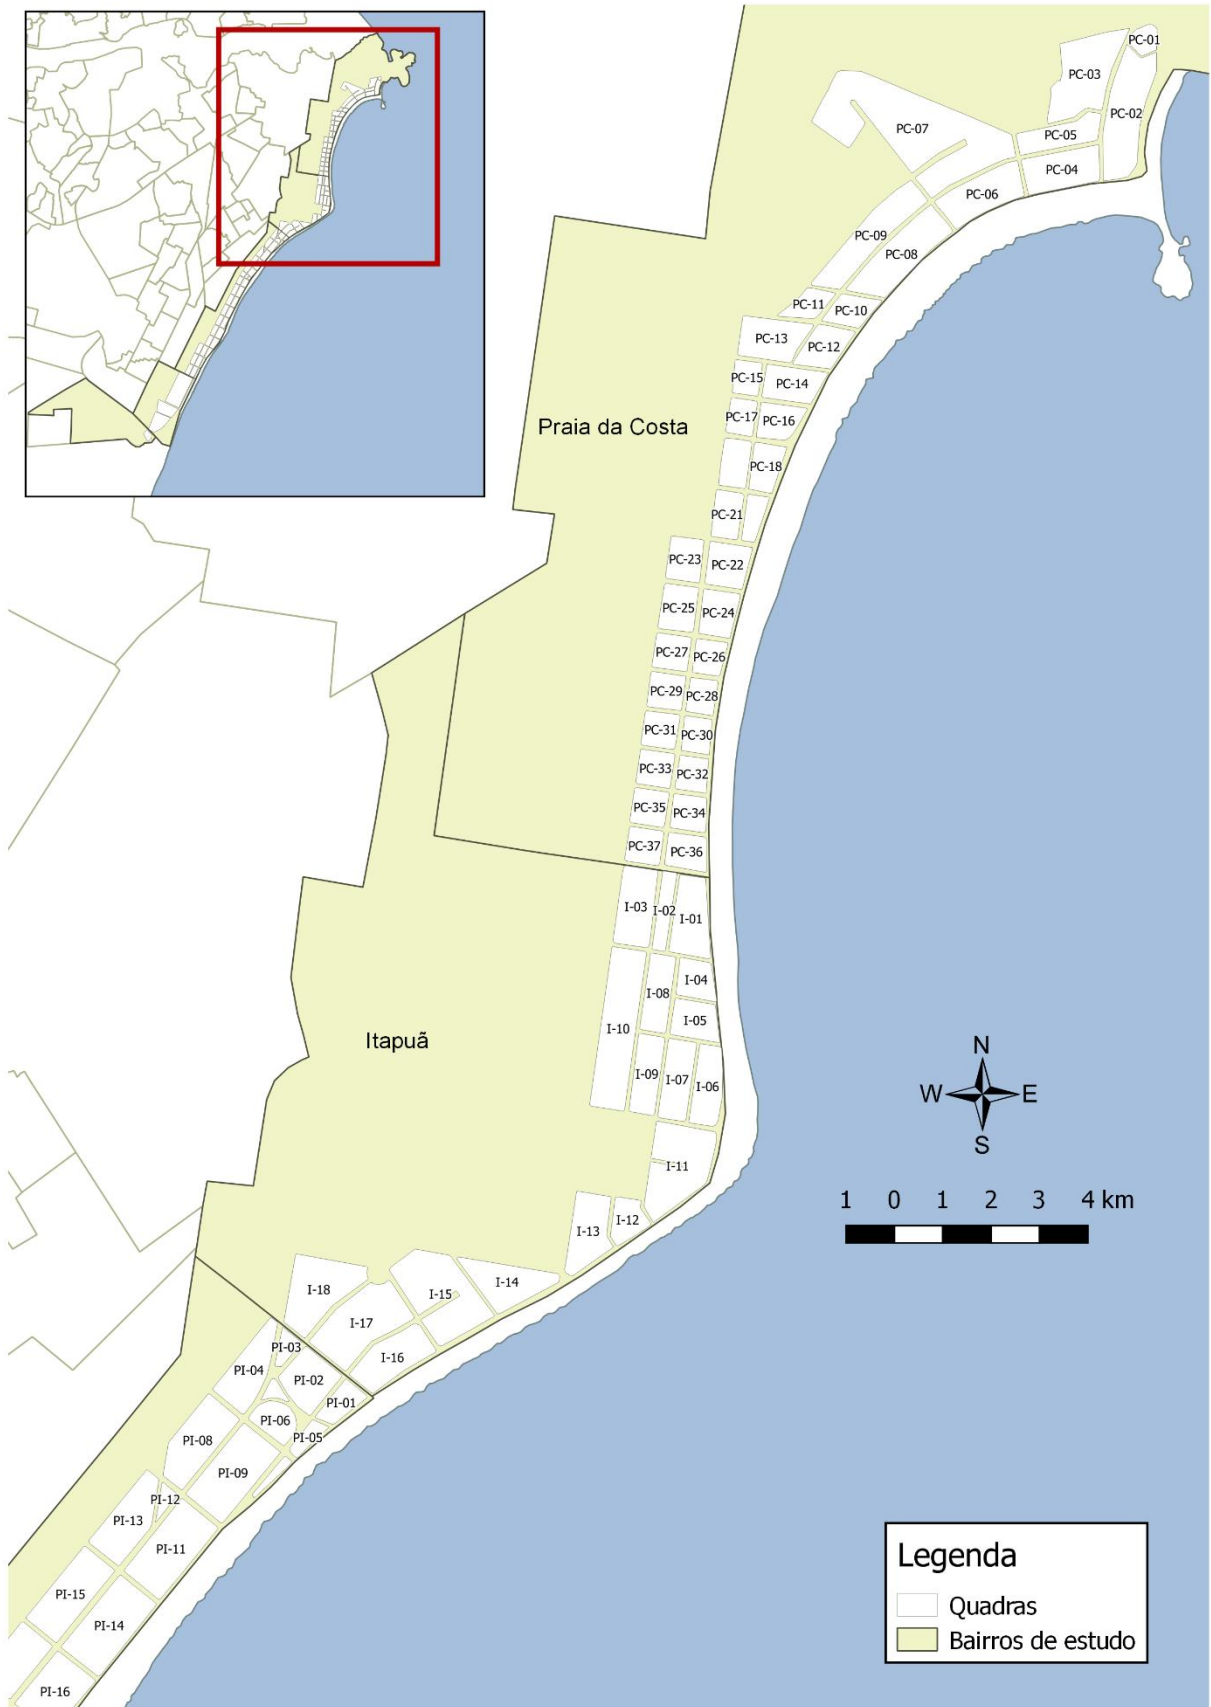 PC-01
PC-03
PC-02
PC-07
PC-05
PC-04
PC-06
PC-09
PC-08
PC-11
PC-10
PC-13
PC-12
PC-15
PC-14
PC-17
PC-16
Praia da Costa
PC-18
PC-21
PC-23
PC-22
PC-25
PC-24
PC-27
PC-26
PC-29
PC-28
PC-31
PC-30
PC-33
PC-32
PC-35
PC-34
PC-37
PC-36
I-03
I-02
I-01
I-04
I-08
I-05
I-10
Itapuã
I-09
I-07
I-06
N
W
E
S
I-11
1 0 1 2 3 4 km
I-12
I-13
I-14
I-18
I-15
I-17
PI-03
I-16
PI-04
PI-02
PI-01
PI-06
PI-05
PI-08
PI-09
PI-12
PI-13
PI-11
PI-15
PI-14
PI-16
Legenda
Quadras
Bairros de estudo